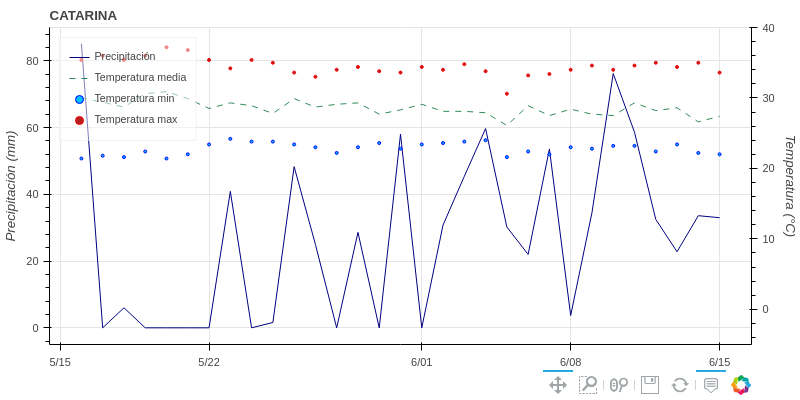 CATARINA
Precipitación
Temperatura media
Temperatura min
Temperatura max
Precipitación (mm)
80
60
40
20
0
40
30
20
10
0
Temperatura (°C)
5/15
5/22
6/01
6/08
6/15